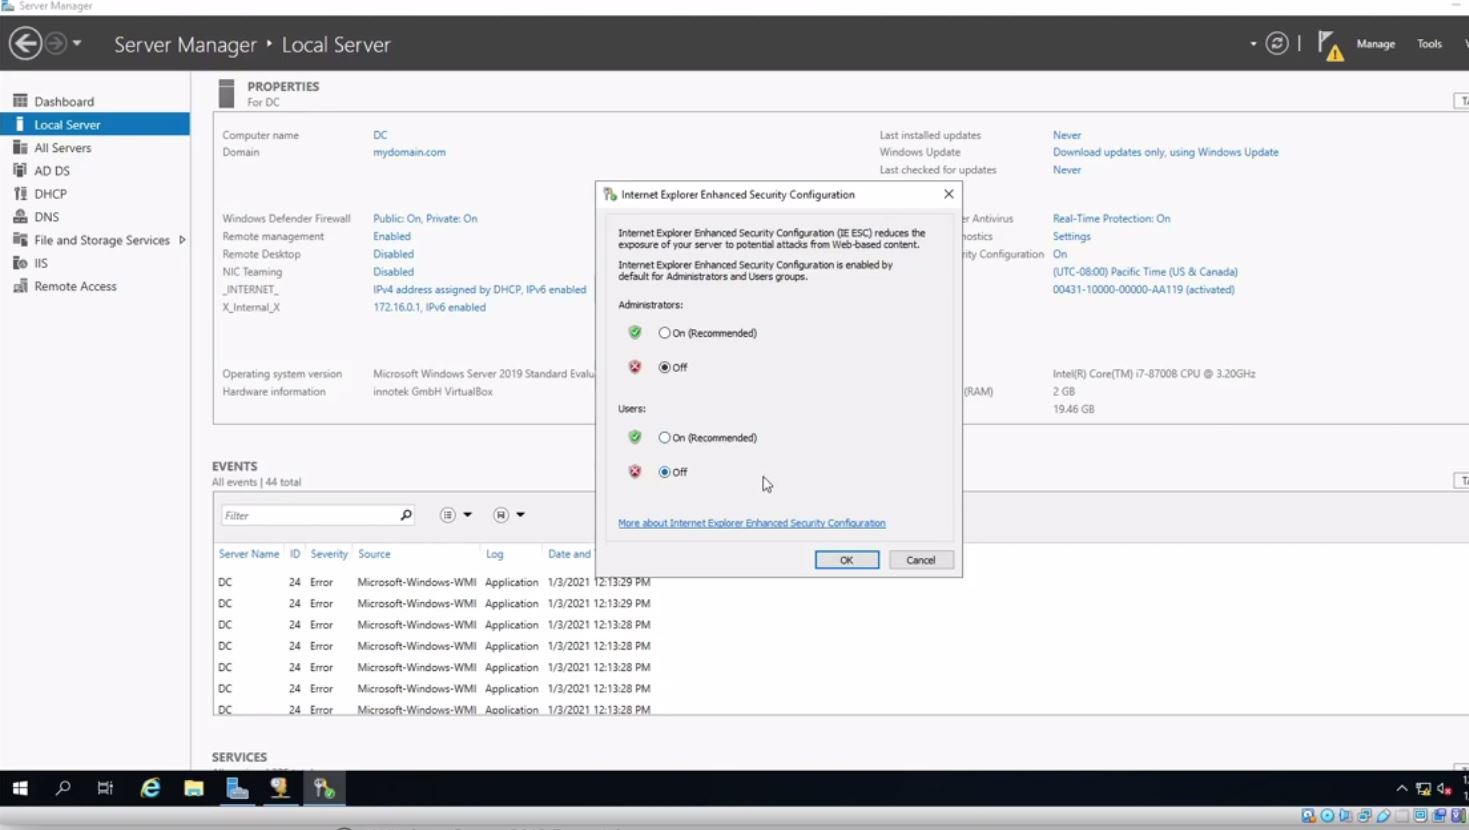 Server Manager
Server Manager ‣ Local Server
Manage Tools
Dashboard
Local Server
All Servers
AD DS
DHCP
DNS
File and Storage Services
IIS
Remote Access
PROPERTIES
For DC
Computer name DC
Domain mydomain.com
Last installed updates Never
Windows Update Download updates only, using Windows Update
Last checked for updates Never
Windows Defender Firewall Public: On, Private: On
Remote management Enabled
Remote Desktop Disabled
NIC Teaming Disabled
_INTERNET_ IPv4 address assigned by DHCP, IPv6 enabled
X_Internal_X 172.16.0.1, IPv6 enabled
Antivirus Real-Time Protection: On
Settings
Configuration On
(UTC-08:00) Pacific Time (US & Canada)
00431-10000-00000-AA119 (activated)
Operating system version Microsoft Windows Server 2019 Standard Evalu
Hardware information innotek GmbH VirtualBox
Intel(R) Core(TM) i7-8700B CPU @ 3.20GHz
(RAM) 2 GB
19.46 GB
Internet Explorer Enhanced Security Configuration
Internet Explorer Enhanced Security Configuration (IE ESC) reduces the
exposure of your server to potential attacks from Web-based content.
Internet Explorer Enhanced Security Configuration is enabled by
default for Administrators and Users groups.
Administrators:
On (Recommended)
Off
Users:
On (Recommended)
Off
More about Internet Explorer Enhanced Security Configuration
OK Cancel
EVENTS
All events | 44 total
Filter
Server Name ID Severity Source Log Date and
DC 24 Error Microsoft-Windows-WMI Application 1/3/2021 12:13:29 PM
DC 24 Error Microsoft-Windows-WMI Application 1/3/2021 12:13:29 PM
DC 24 Error Microsoft-Windows-WMI Application 1/3/2021 12:13:28 PM
DC 24 Error Microsoft-Windows-WMI Application 1/3/2021 12:13:28 PM
DC 24 Error Microsoft-Windows-WMI Application 1/3/2021 12:13:28 PM
DC 24 Error Microsoft-Windows-WMI Application 1/3/2021 12:13:28 PM
DC 24 Error Microsoft-Windows-WMI Application 1/3/2021 12:13:28 PM
SERVICES